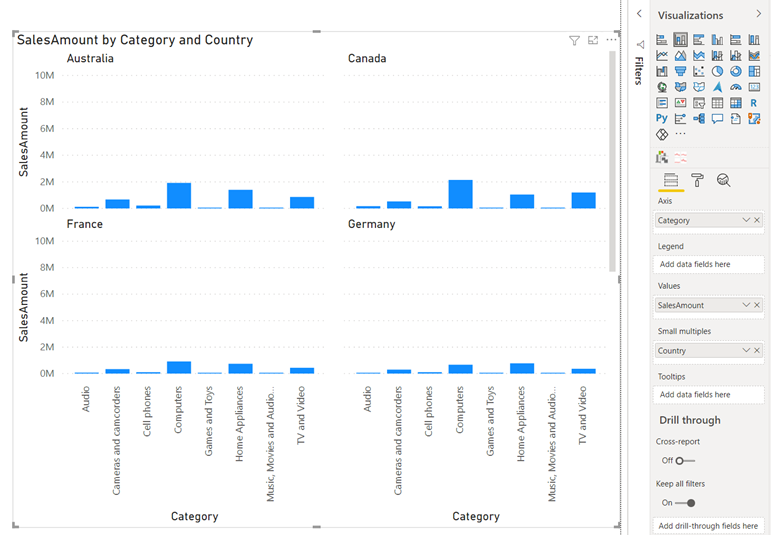 SalesAmount by Category and Country
Australia
Canada
SalesAmount
10M
8M
6M
4M
2M
0M
France
Germany
SalesAmount
10M
8M
6M
4M
2M
0M
Audio
Cameras and camcorders
Cell phones
Computers
Games and Toys
Home Appliances
Music, Movies and Audio...
TV and Video
Category
Audio
Cameras and camcorders
Cell phones
Computers
Games and Toys
Home Appliances
Music, Movies and Audio...
TV and Video
Category
Filters
Visualizations
R
Py
Axis
Category
Legend
Add data fields here
Values
SalesAmount
Small multiples
Country
Tooltips
Add data fields here
Drill through
Cross-report
Off
Keep all filters
On
Add drill-through fields here